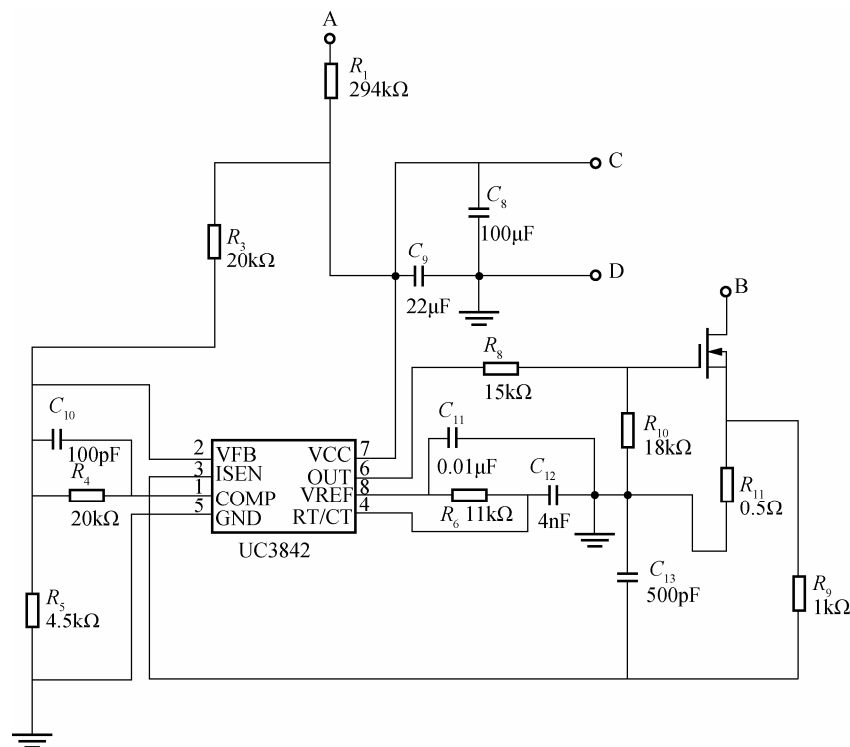 A
R1
294kΩ
C
C8
100μF
R3
20kΩ
C9
22μF
D
B
R8
15kΩ
C10
100pF
R4
20kΩ
2
3
1
5
VFB
ISEN
COMP
GND
VCC
OUT
VREF
RT/CT
7
6
8
4
UC3842
C11
0.01μF
C12
4nF
R6 11kΩ
R10
18kΩ
R11
0.5Ω
C13
500pF
R9
1kΩ
R5
4.5kΩ